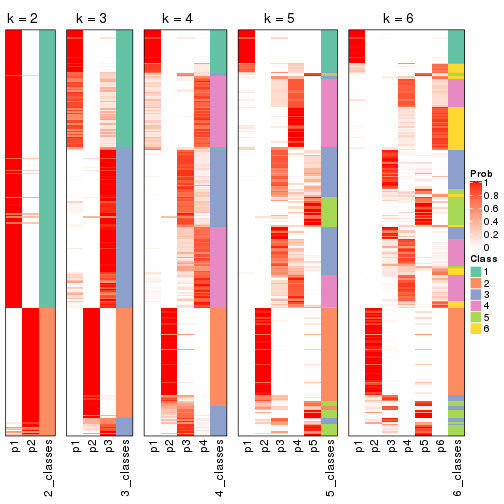 k = 2
k = 3
k = 4
k = 5
k = 6
Prob
1
0.8
0.6
0.4
0.2
0
Class
1
2
3
4
5
6
p1
p2
2_classes
p1
p2
p3
3_classes
p1
p2
p3
p4
4_classes
p1
p2
p3
p4
p5
5_classes
p1
p2
p3
p4
p5
p6
6_classes